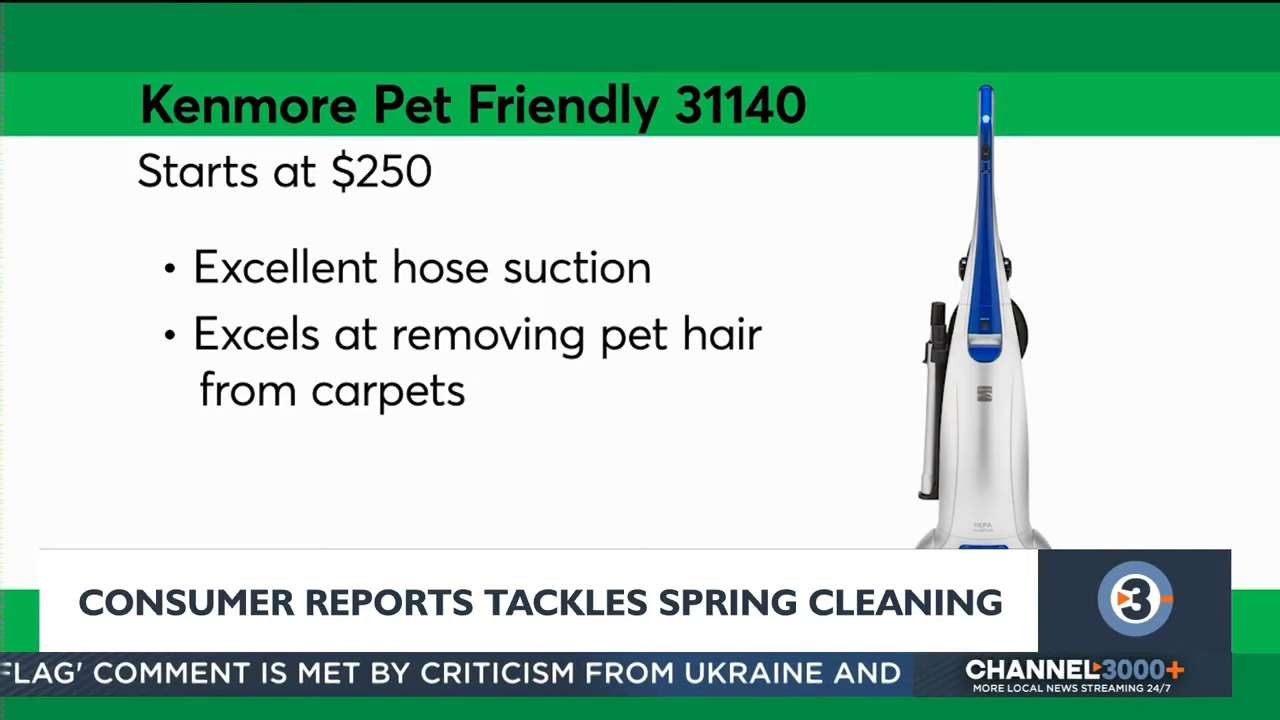 Kenmore Pet Friendly 31140
Starts at $250
• Excellent hose suction
• Excels at removing pet hair
from carpets
HEPA
CONSUMER REPORTS TACKLES SPRING CLEANING
3
FLAG' COMMENT IS MET BY CRITICISM FROM UKRAINE AND
CHANNEL3000+
MORE LOCAL NEWS STREAMING 24/7